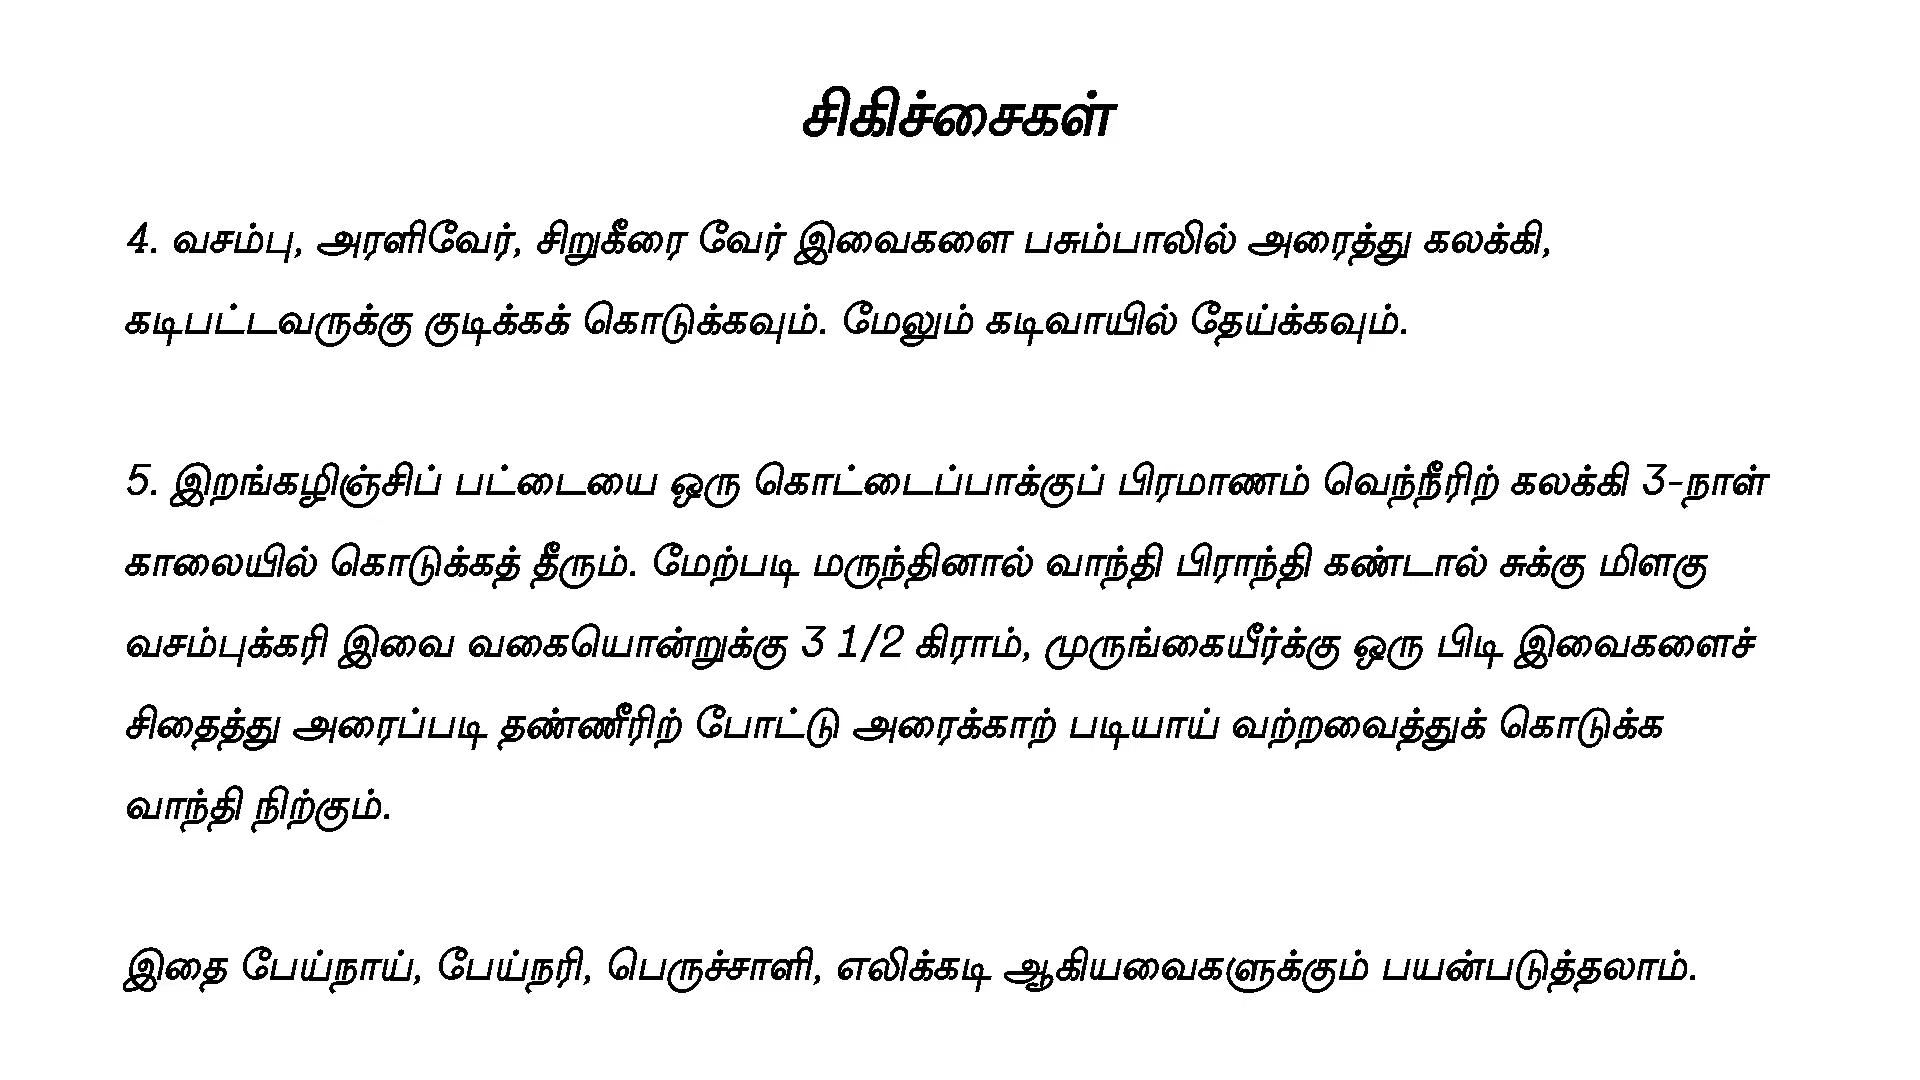 சிகிச்சைகள்
4. வசம்பு, அரளிவேர், சிறுகீரை வேர் இவைகளை பசும்பாலில் அரைத்து கலக்கி,
கடிபட்டவருக்கு குடிக்கக் கொடுக்கவும். மேலும் கடிவாயில் தேய்க்கவும்.
5. இறங்கழிஞ்சிப் பட்டையை ஒரு கொட்டைப்பாக்குப் பிரமாணம் வெந்நீரிற் கலக்கி 3-நாள்
காலையில் கொடுக்கத் தீரும். மேற்படி மருந்தினால் வாந்தி பிராந்தி கண்டால் சுக்கு மிளகு
வசம்புக்கரி இவை வகையொன்றுக்கு 3 1/2 கிராம், முருங்கையீர்க்கு ஒரு பிடி இவைகளைச்
சிதைத்து அரைப்படி தண்ணீரிற் போட்டு அரைக்காற் படியாய் வற்றவைத்துக் கொடுக்க
வாந்தி நிற்கும்.
இதை பேய்நாய், பேய்நரி, பெருச்சாளி, எலிக்கடி ஆகியவைகளுக்கும் பயன்படுத்தலாம்.